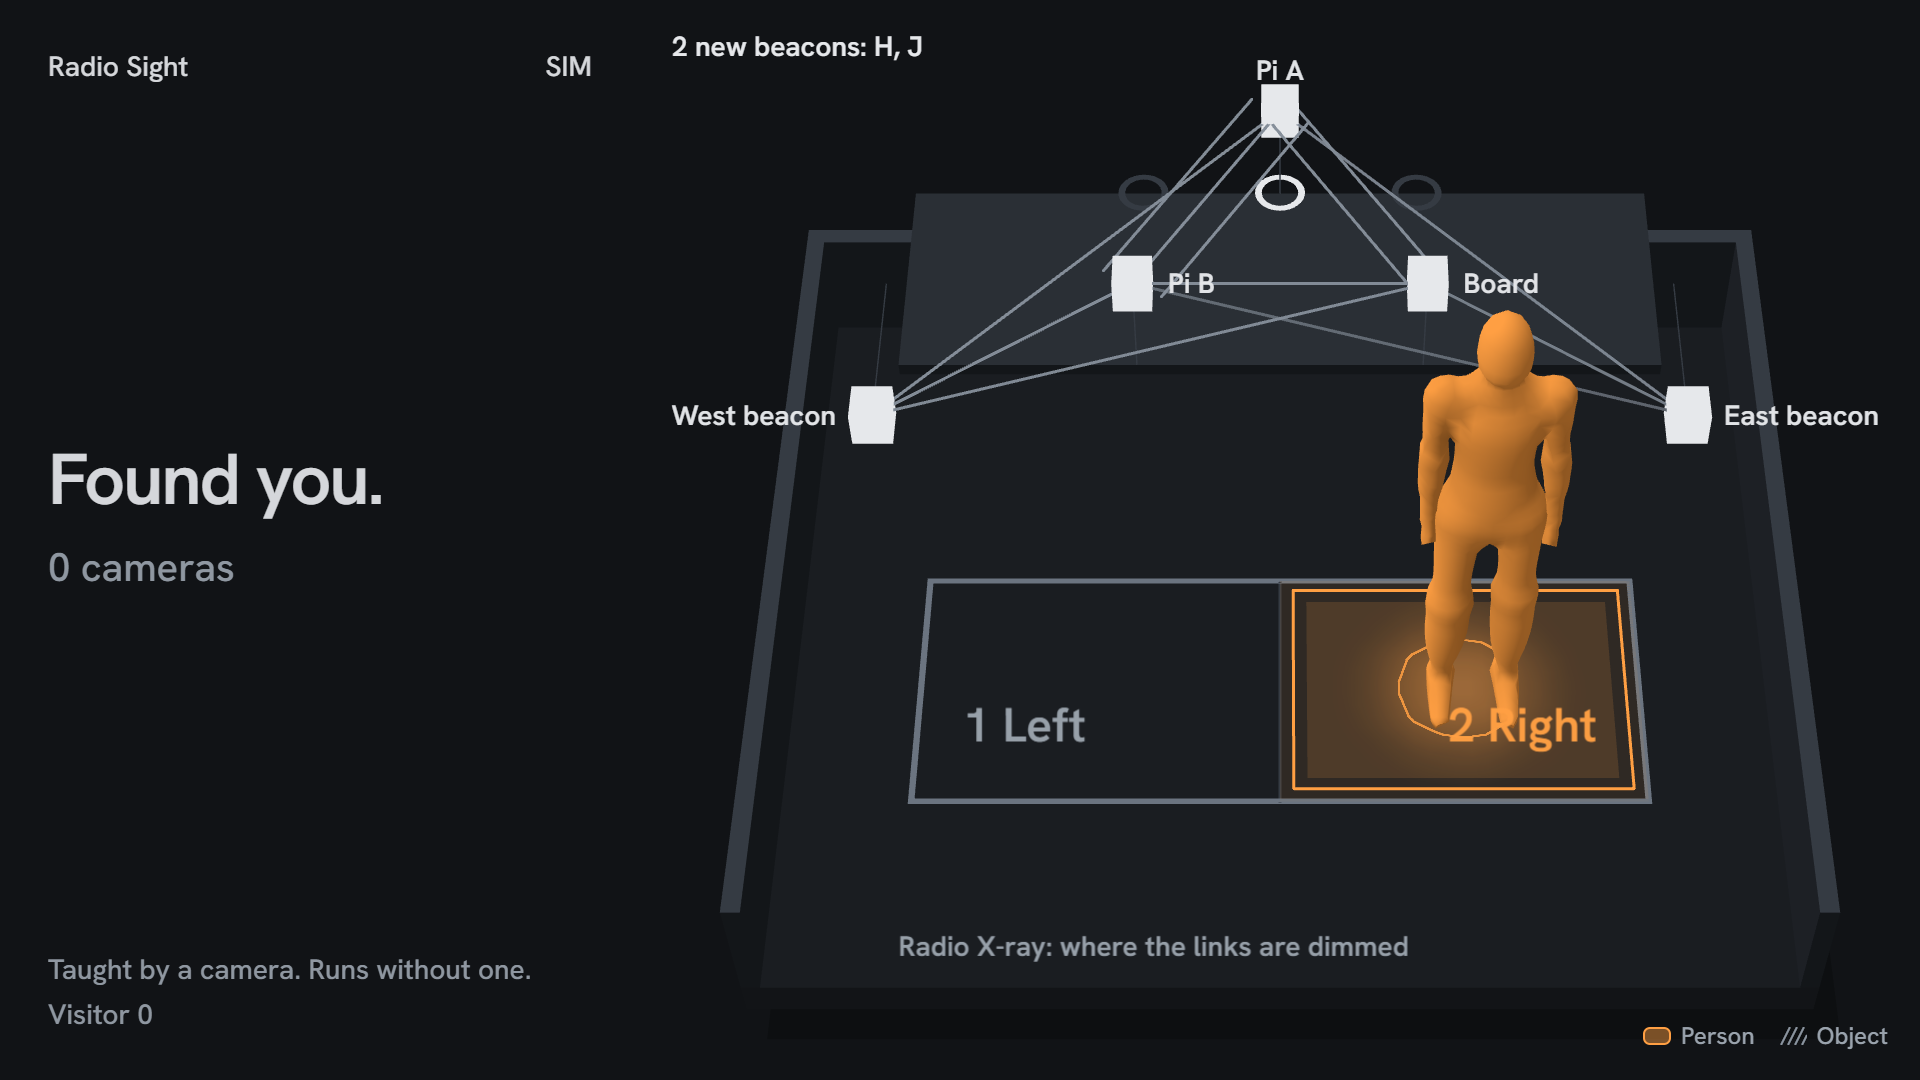 Radio Sight
SIM
2 new beacons: H, J
Pi A
Pi B
Board
West beacon
East beacon
Found you.
0 cameras
1 Left
2 Right
Radio X-ray: where the links are dimmed
Taught by a camera. Runs without one.
Visitor 0
Person
Object